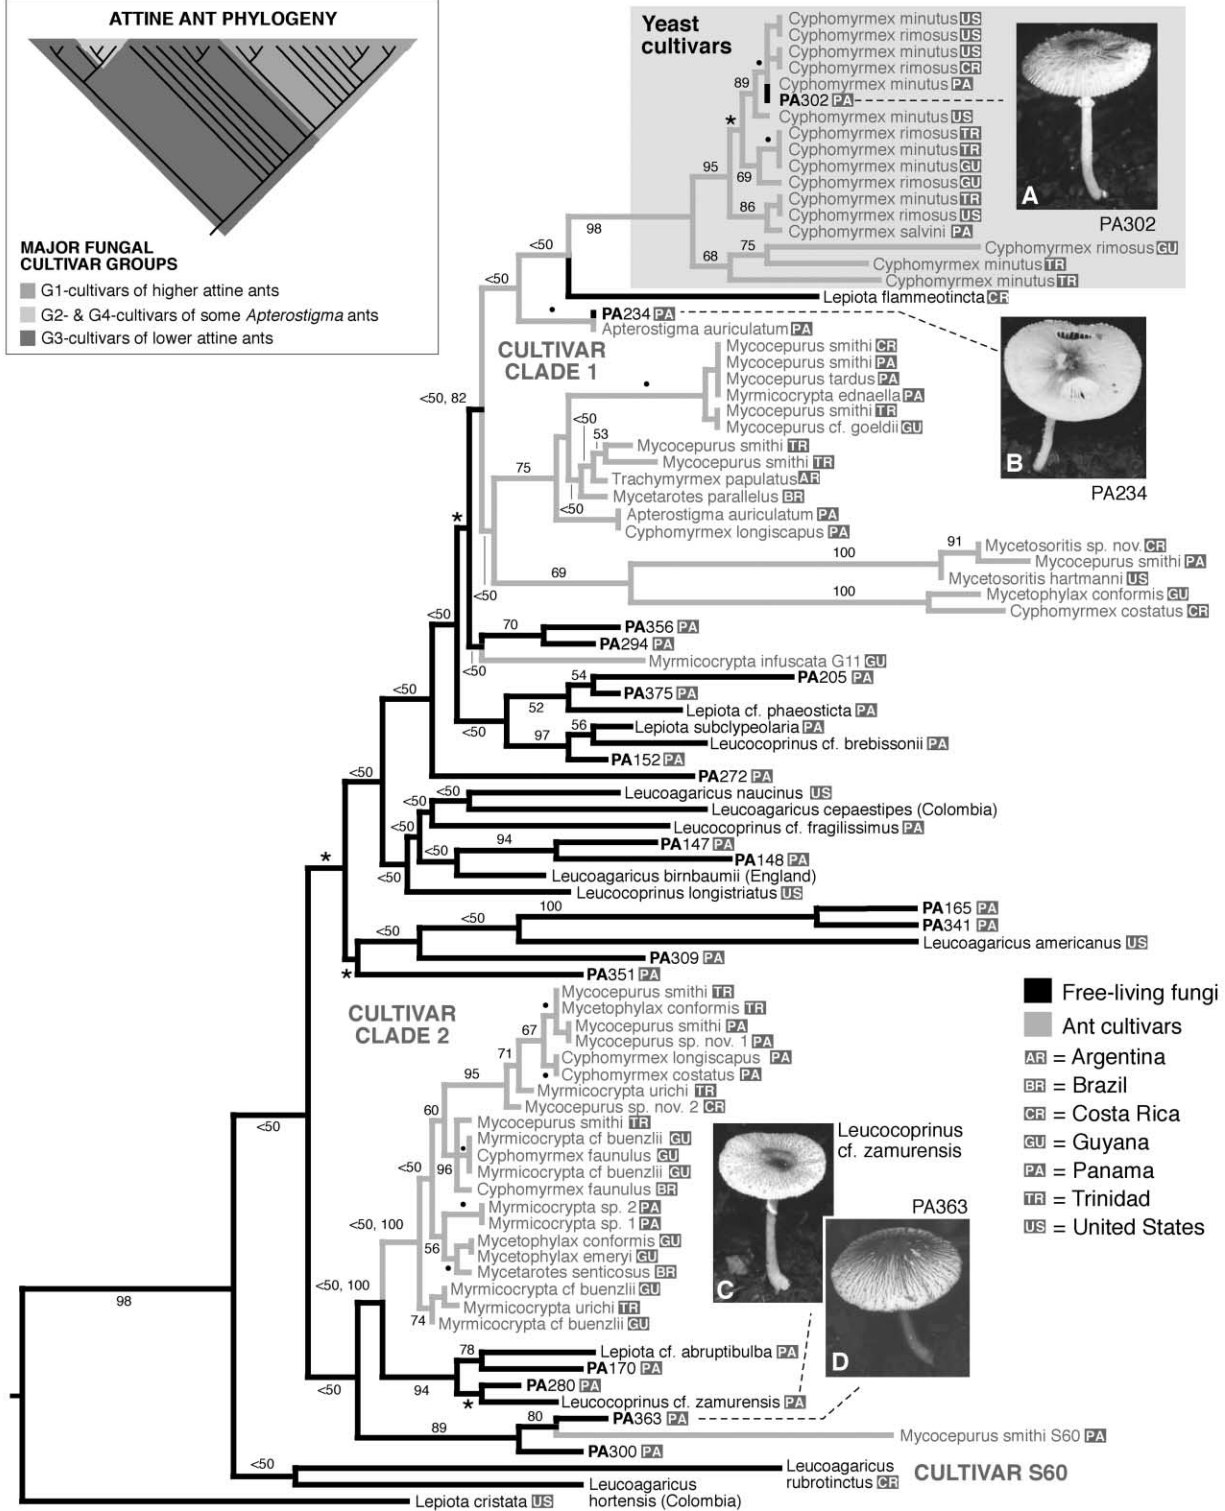 ATTINE ANT PHYLOGENY
MAJOR FUNGAL
CULTIVAR GROUPS
G1-cultivars of higher attine ants
G2- & G4-cultivars of some Apterostigma ants
G3-cultivars of lower attine ants
Yeast
cultivars
Cyphomyrmex minutus US
Cyphomyrmex rimosus US
Cyphomyrmex minutus US
Cyphomyrmex rimosus CR
Cyphomyrmex minutus PA
89
PA302 PA
Cyphomyrmex minutus US
*
Cyphomyrmex rimosus TR
Cyphomyrmex minutus TR
Cyphomyrmex minutus GU
95
69
Cyphomyrmex rimosus GU
Cyphomyrmex minutus TR
86
Cyphomyrmex rimosus US
Cyphomyrmex salvini PA
98
75
Cyphomyrmex rimosus GU
68
Cyphomyrmex minutus TR
Cyphomyrmex minutus TR
A
PA302
<50
<50
Lepiota flammeotincta CR
PA234 PA
Apterostigma auriculatum PA
CULTIVAR
CLADE 1
B
PA234
<50, 82
Mycocepurus smithi CR
Mycocepurus smithi PA
Mycocepurus tardus PA
Myrmicocrypta ednaella PA
Mycocepurus smithi TR
Mycocepurus cf. goeldii GU
<50
53
Mycocepurus smithi TR
Mycocepurus smithi TR
75
Trachymyrmex papulatus AR
Mycetarotes parallelus BR
<50
Apterostigma auriculatum PA
Cyphomyrmex longiscapus PA
*
91
Mycetosoritis sp. nov. CR
100
Mycocepurus smithi PA
69
Mycetosoritis hartmanni US
100
Mycetophylax conformis GU
<50
Cyphomyrmex costatus CR
<50
70
PA356 PA
PA294 PA
Myrmicocrypta infuscata G11 GU
<50
54
PA205 PA
PA375 PA
<50
52
Lepiota cf. phaeosticta PA
56
Lepiota subclypeolaria PA
<50
97
Leucocoprinus cf. brebissonii PA
PA152 PA
<50
PA272 PA
<50
Leucoagaricus naucinus US
<50
Leucoagaricus cepaestipes (Colombia)
<50
Leucocoprinus cf. fragilissimus PA
94
PA147 PA
<50
PA148 PA
*
<50
Leucoagaricus birnbaumii (England)
Leucocoprinus longistriatus US
100
PA165 PA
<50
PA341 PA
<50
Leucoagaricus americanus US
PA309 PA
*
PA351 PA
CULTIVAR
CLADE 2
Mycocepurus smithi TR
Mycetophylax conformis TR
67
Mycocepurus smithi PA
Mycocepurus sp. nov. 1 PA
71
Cyphomyrmex longiscapus PA
95
Cyphomyrmex costatus PA
Myrmicocrypta urichi TR
Mycocepurus sp. nov. 2 CR
60
Mycocepurus smithi TR
Myrmicocrypta cf buenzlii GU
Cyphomyrmex faunulus GU
<50
96
Myrmicocrypta cf buenzlii GU
Cyphomyrmex faunulus BR
Myrmicocrypta sp. 2 PA
<50, 100
Myrmicocrypta sp. 1 PA
56
Mycetophylax conformis GU
Mycetophylax emeryi GU
Mycetarotes senticosus BR
<50, 100
Myrmicocrypta cf buenzlii GU
Myrmicocrypta urichi TR
74
Myrmicocrypta cf buenzlii GU
Leucocoprinus
cf. zamurensis
C
PA363
D
Free-living fungi
Ant cultivars
AR = Argentina
BR = Brazil
CR = Costa Rica
GU = Guyana
PA = Panama
TR = Trinidad
US = United States
<50
98
78
Lepiota cf. abruptibulba PA
PA170 PA
<50
94
PA280 PA
*
Leucocoprinus cf. zamurensis PA
80
PA363 PA
89
Mycocepurus smithi S60 PA
PA300 PA
<50
Leucoagaricus
rubrotinctus CR
CULTIVAR S60
Leucoagaricus
hortensis (Colombia)
Lepiota cristata US